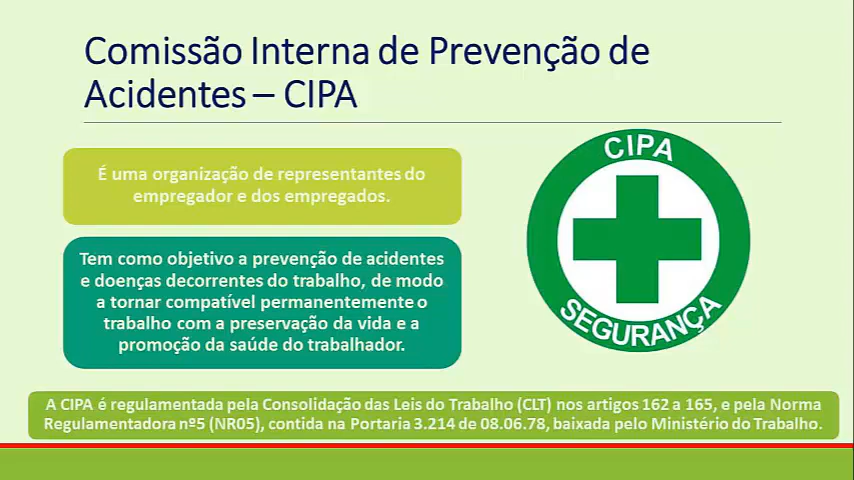 Comissão Interna de Prevenção de
Acidentes – CIPA
É uma organização de representantes do
empregador e dos empregados.
Tem como objetivo a prevenção de acidentes
e doenças decorrentes do trabalho, de modo
a tornar compatível permanentemente o
trabalho com a preservação da vida e a
promoção da saúde do trabalhador.
CIPA
SEGURANÇA
A CIPA é regulamentada pela Consolidação das Leis do Trabalho (CLT) nos artigos 162 a 165, e pela Norma
Regulamentadora nº5 (NR05), contida na Portaria 3.214 de 08.06.78, baixada pelo Ministério do Trabalho.